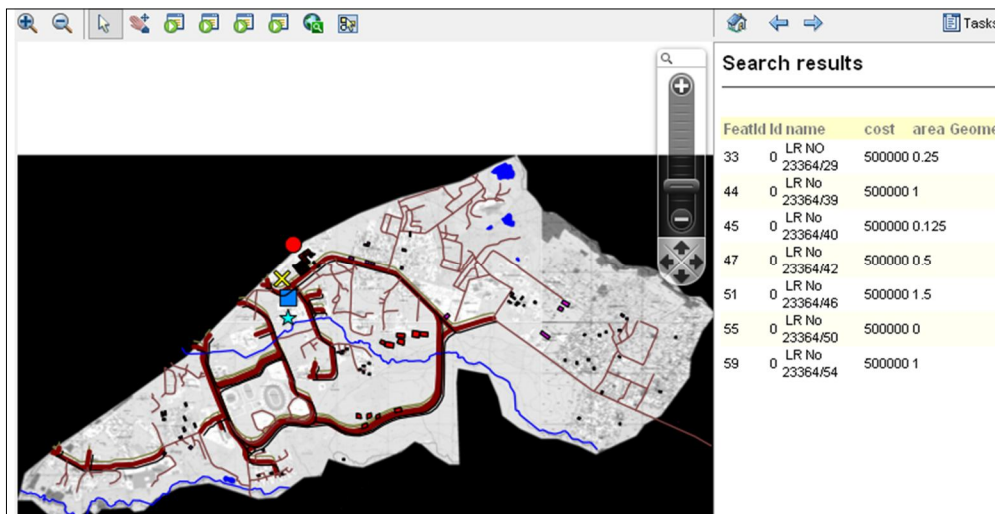 Tasks
Search results
FeatId Id name cost area Geome
33 0 LR NO 23364/29 500000 0.25
44 0 LR No 23364/39 500000 1
45 0 LR No 23364/40 500000 0.125
47 0 LR No 23364/42 500000 0.5
51 0 LR No 23364/46 500000 1.5
55 0 LR No 23364/50 500000 0
59 0 LR No 23364/54 500000 1